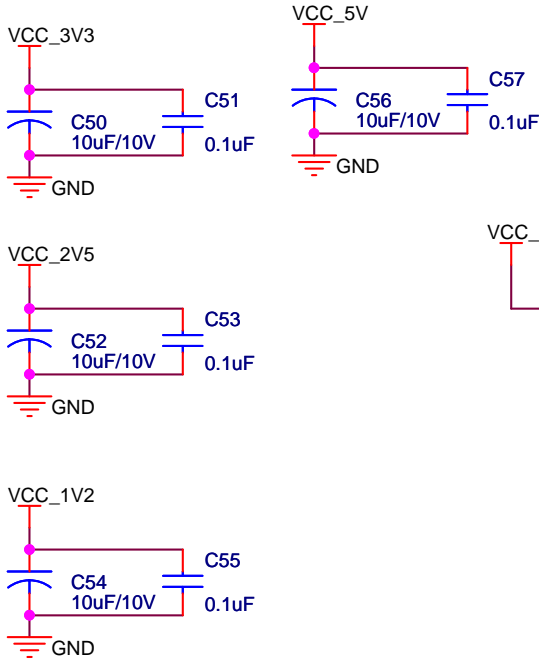 VCC_3V3
C50
10uF/10V
C51
0.1uF
GND
VCC_5V
C56
10uF/10V
C57
0.1uF
GND
VCC_2V5
C52
10uF/10V
C53
0.1uF
GND
VCC_
VCC_1V2
C54
10uF/10V
C55
0.1uF
GND